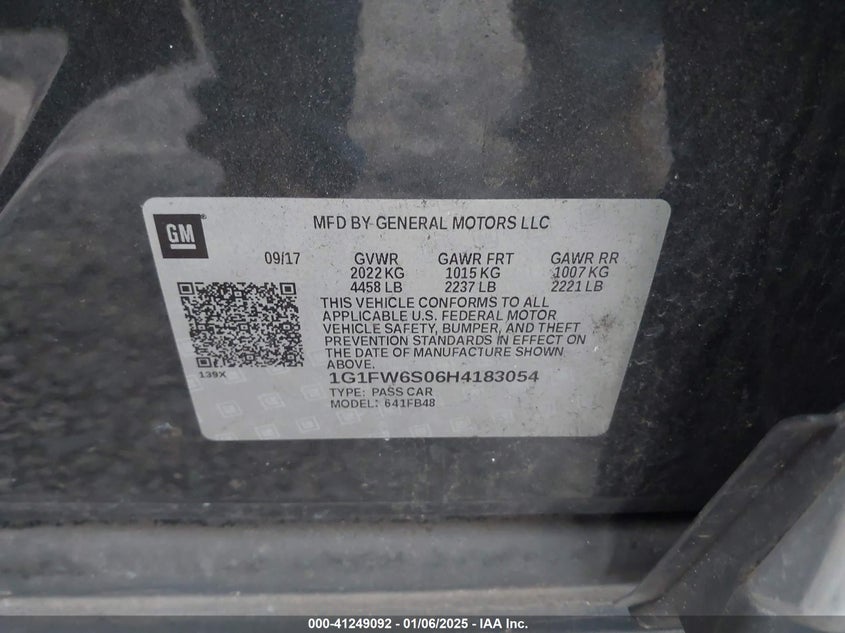 GM
MFD BY GENERAL MOTORS LLC
09/17 GVWR GAWR FRT GAWR RR
2022 KG 1015 KG 1007 KG
4458 LB 2237 LB 2221 LB
THIS VEHICLE CONFORMS TO ALL
APPLICABLE U.S. FEDERAL MOTOR
VEHICLE SAFETY, BUMPER, AND THEFT
PREVENTION STANDARDS IN EFFECT ON
THE DATE OF MANUFACTURE SHOWN
ABOVE.
139X
1G1FW6S06H4183054
TYPE: PASS CAR
MODEL: 641FB48
000-41249092 - 01/06/2025 - IAA Inc.